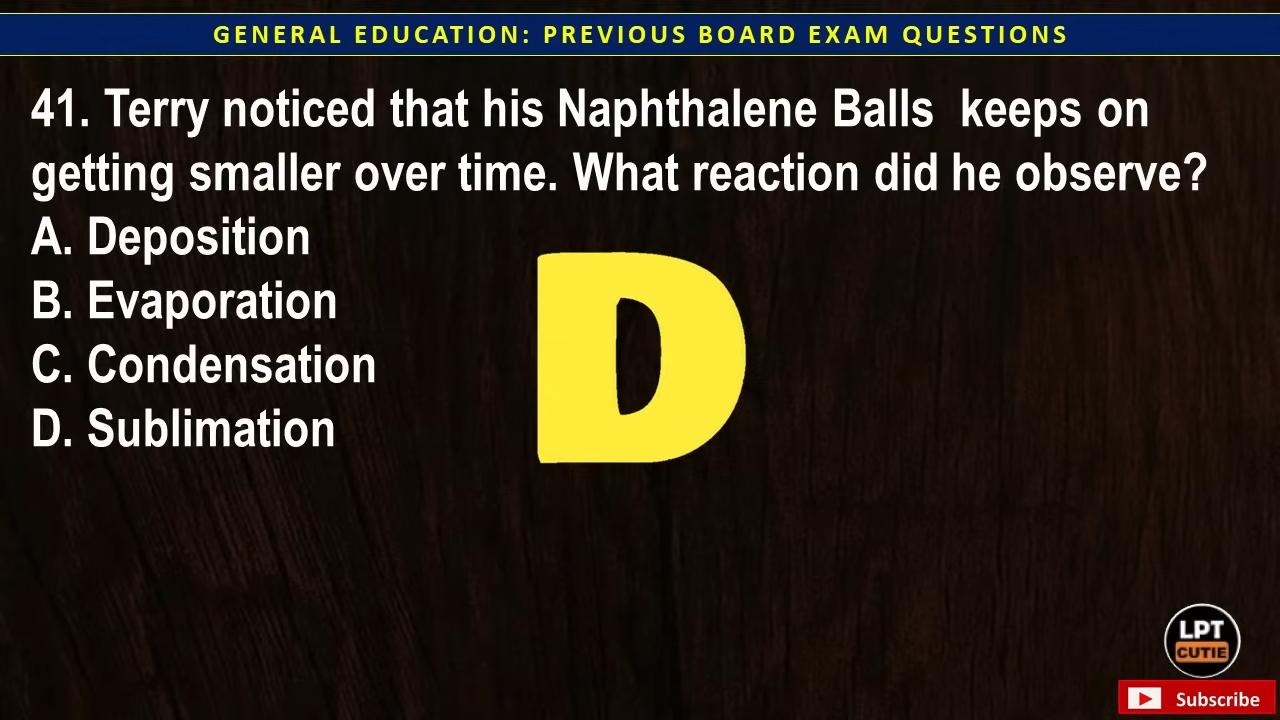 GENERAL EDUCATION: PREVIOUS BOARD EXAM QUESTIONS
41. Terry noticed that his Naphthalene Balls  keeps on
getting smaller over time. What reaction did he observe?
A. Deposition
B. Evaporation
C. Condensation
D. Sublimation
D
LPT
CUTIE
Subscribe